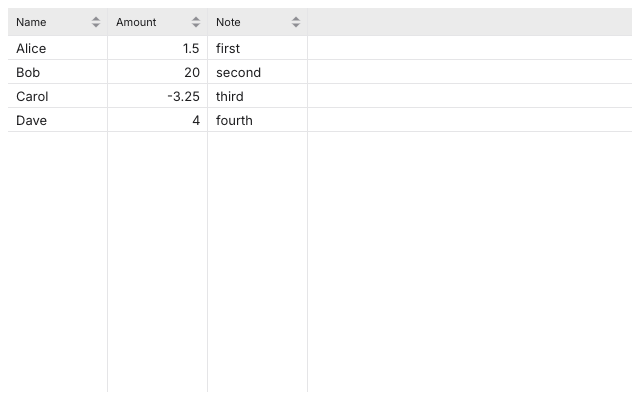 Name Amount Note
Alice 1.5 first
Bob 20 second
Carol -3.25 third
Dave 4 fourth